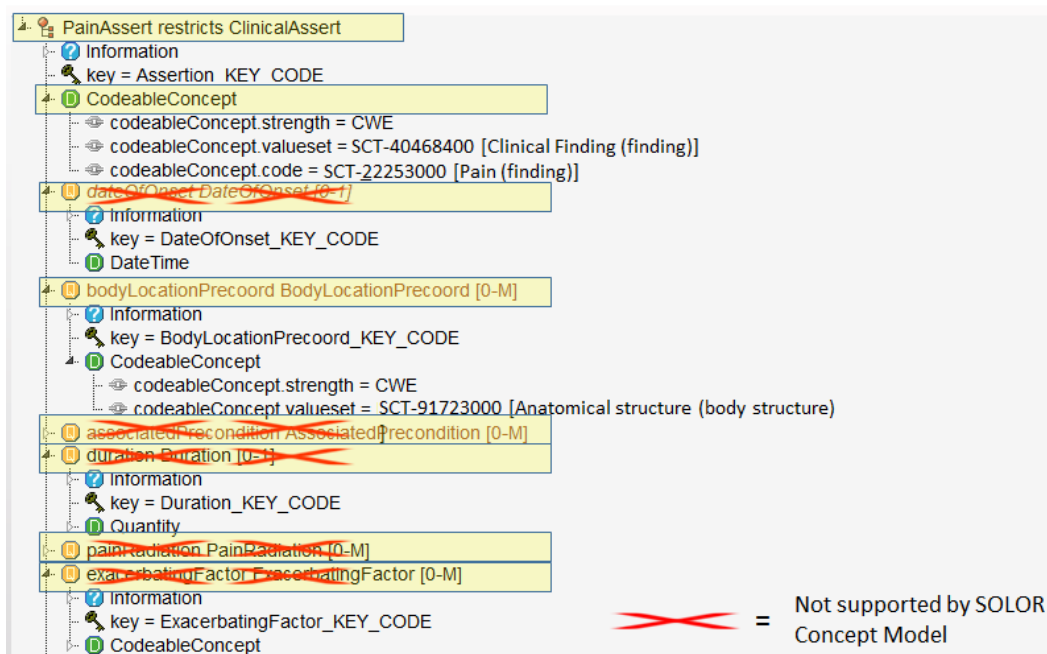 PainAssert restricts ClinicalAssert
Information
key = Assertion_KEY_CODE
CodeableConcept
codeableConcept.strength = CWE
codeableConcept.valueset = SCT-40468400 [Clinical Finding (finding)]
codeableConcept.code = SCT-22253000 [Pain (finding)]
dateOfOnset DateOfOnset [0-1]
Information
key = DateOfOnset_KEY_CODE
DateTime
bodyLocationPrecoord BodyLocationPrecoord [0-M]
Information
key = BodyLocationPrecoord_KEY_CODE
CodeableConcept
codeableConcept.strength = CWE
codeableConcept.valueset = SCT-91723000 [Anatomical structure (body structure)
associatedPrecondition AssociatedPrecondition [0-M]
duration Duration [0-1]
Information
key = Duration_KEY_CODE
Quantity
painRadiation PainRadiation [0-M]
exacerbatingFactor ExacerbatingFactor [0-M]
Information
key = ExacerbatingFactor_KEY_CODE
CodeableConcept
= Not supported by SOLOR
Concept Model